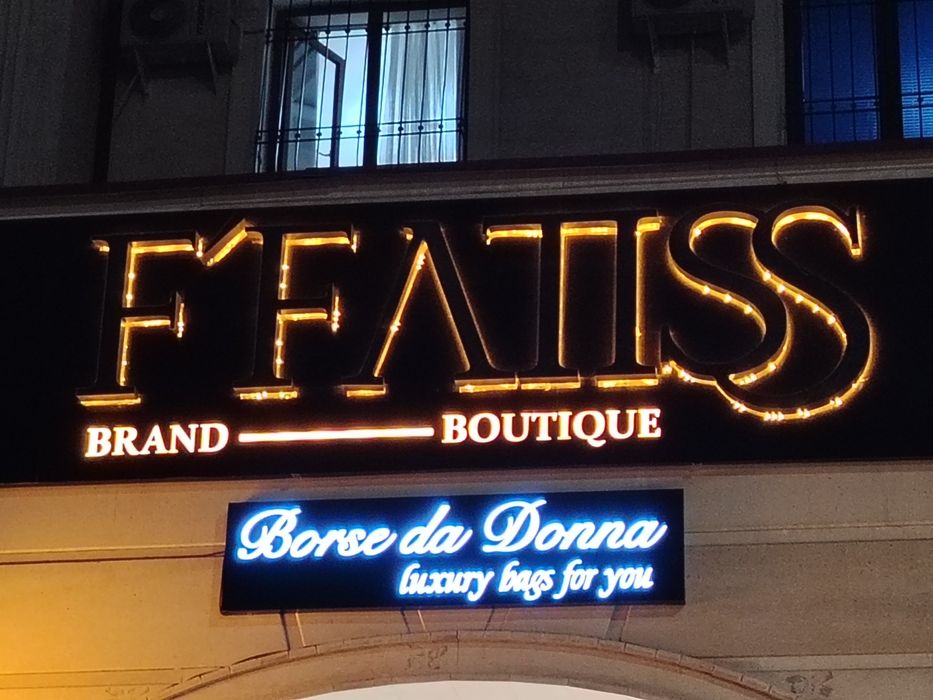 F'FATISS
BRAND BOUTIQUE
Borse da Donna
luxury bags for you